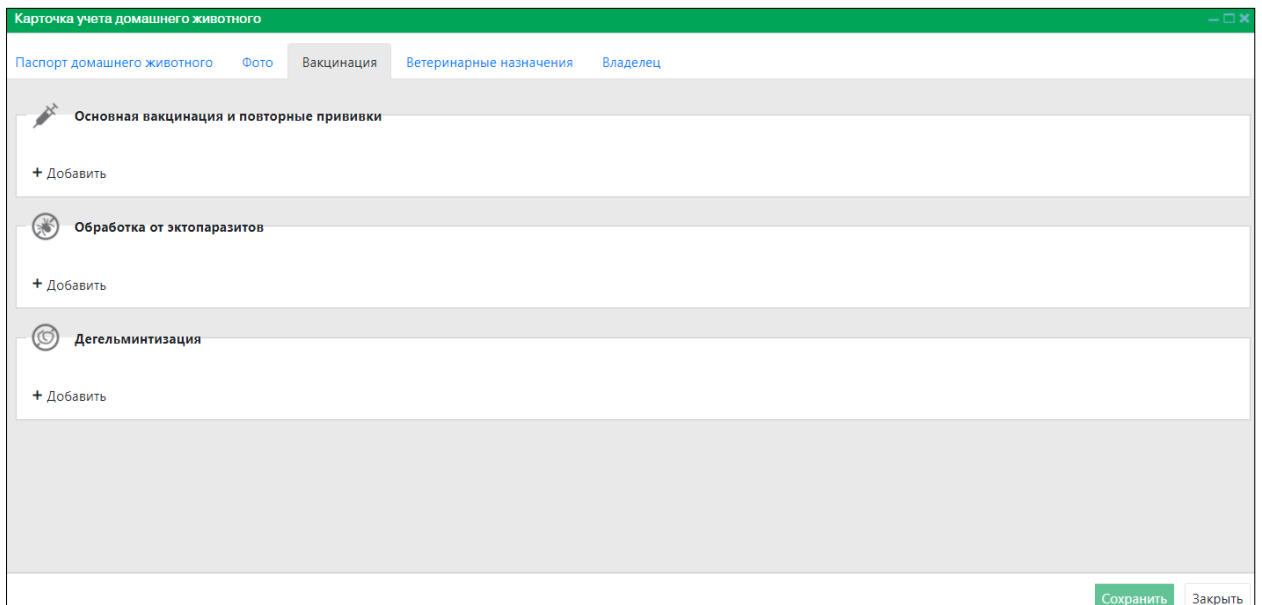 Карточка учета домашнего животного
Паспорт домашнего животного Фото Вакцинация Ветеринарные назначения Владелец
Основная вакцинация и повторные прививки
+ Добавить
Обработка от эктопаразитов
+ Добавить
Дегельминтизация
+ Добавить
Сохранить Закрыть